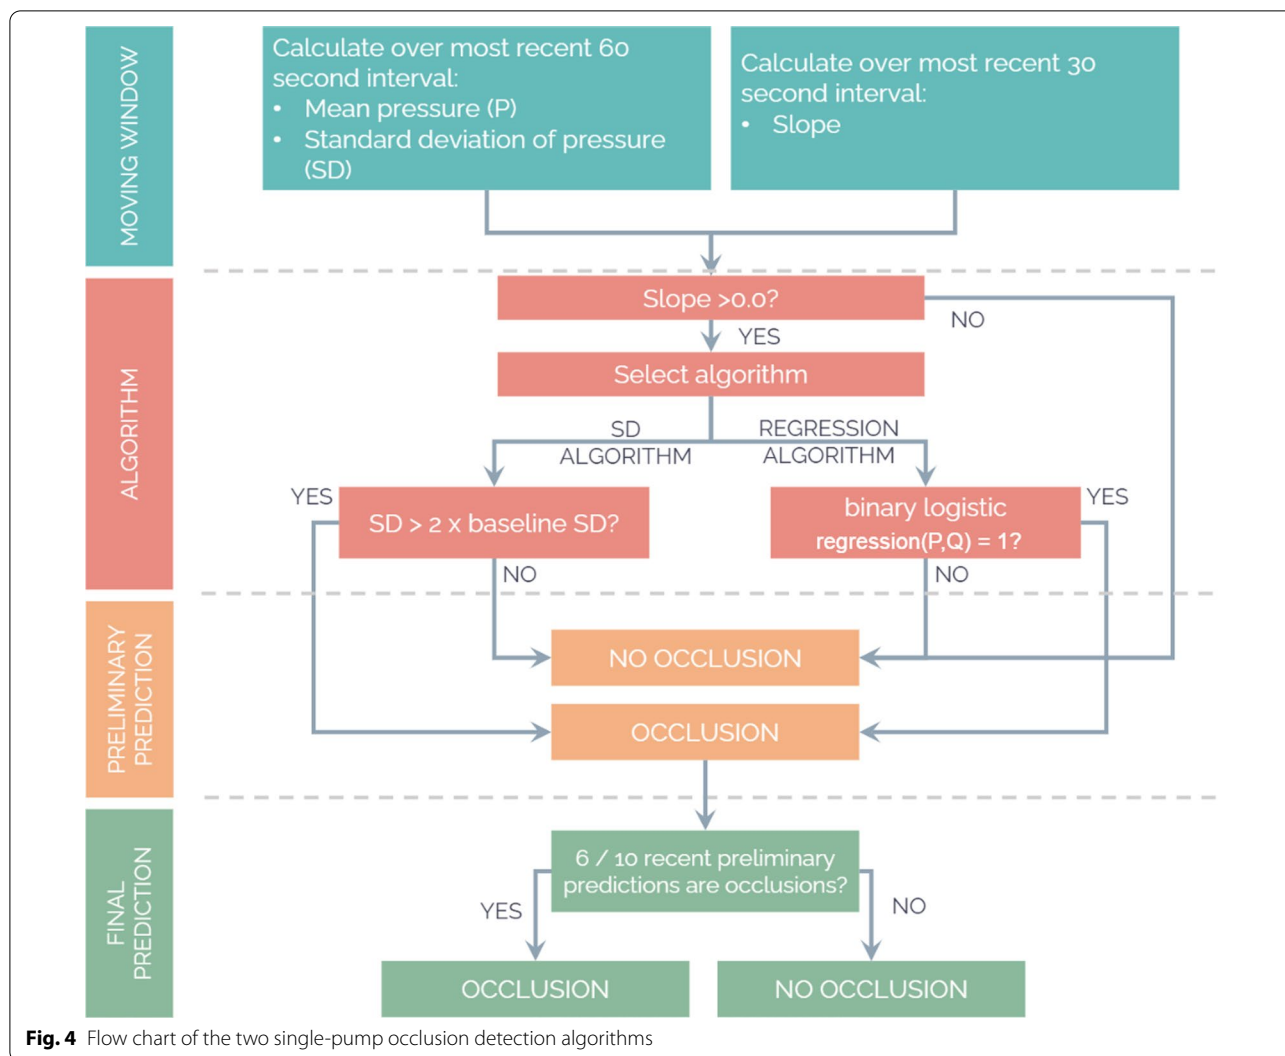 MOVING WINDOW
Calculate over most recent 60
second interval:
• Mean pressure (P)
• Standard deviation of pressure
(SD)
Calculate over most recent 30
second interval:
• Slope
ALGORITHM
Slope >0.0?
NO
YES
Select algorithm
SD
ALGORITHM
REGRESSION
ALGORITHM
YES
SD > 2 x baseline SD?
binary logistic
regression(P,Q) = 1?
YES
NO
NO
PRELIMINARY
PREDICTION
NO OCCLUSION
OCCLUSION
FINAL
PREDICTION
6 / 10 recent preliminary
predictions are occlusions?
YES
NO
OCCLUSION
NO OCCLUSION
Fig. 4 Flow chart of the two single-pump occlusion detection algorithms